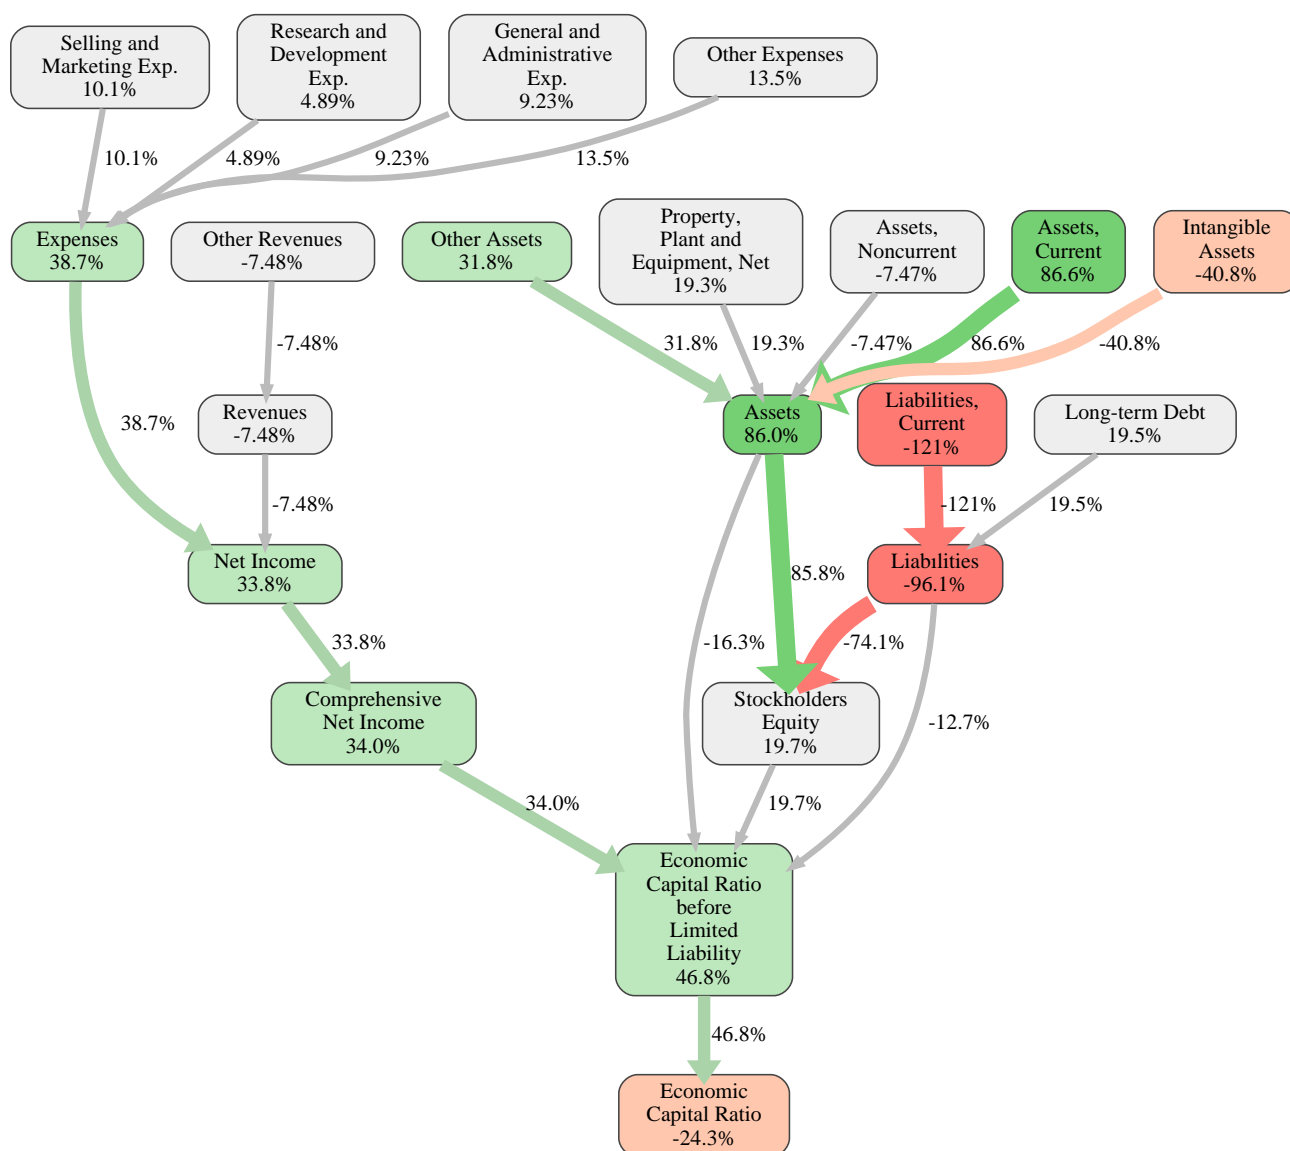 Selling and
Marketing Exp.
10.1%
Research and
Development
Exp.
4.89%
General and
Administrative
Exp.
9.23%
Other Expenses
13.5%
10.1%
4.89%
9.23%
13.5%
Expenses
38.7%
Other Revenues
-7.48%
Other Assets
31.8%
Property,
Plant and
Equipment, Net
19.3%
Assets,
Noncurrent
-7.47%
Assets,
Current
86.6%
Intangible
Assets
-40.8%
-7.48%
31.8%
19.3%
-7.47%
86.6%
-40.8%
38.7%
Revenues
-7.48%
Assets
86.0%
Liabilities,
Current
-121%
Long-term Debt
19.5%
-7.48%
-121%
19.5%
Net Income
33.8%
85.8%
Liabilities
-96.1%
33.8%
-16.3%
-74.1%
Comprehensive
Net Income
34.0%
Stockholders
Equity
19.7%
-12.7%
34.0%
19.7%
Economic
Capital Ratio
before
Limited
Liability
46.8%
46.8%
Economic
Capital Ratio
-24.3%